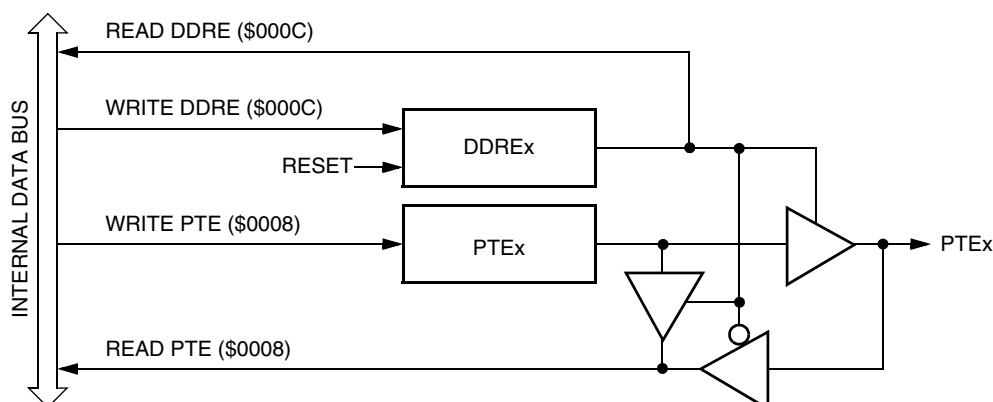 READ DDRE ($000C)
WRITE DDRE ($000C)
DDREx
RESET
WRITE PTE ($0008)
PTEx
PTEx
READ PTE ($0008)
INTERNAL DATA BUS